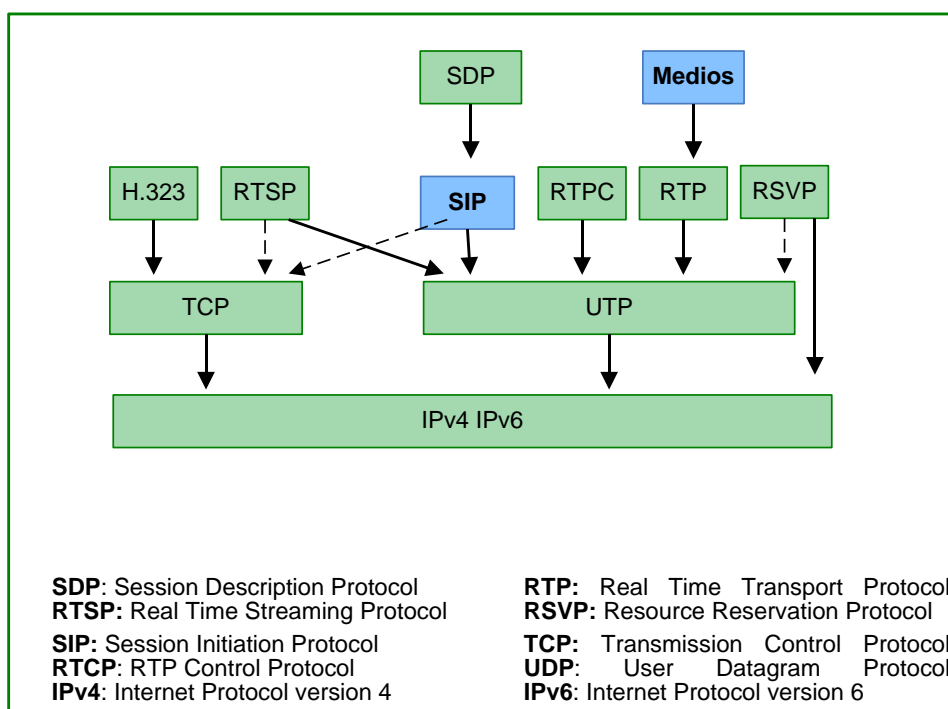 SDP
Medios
H.323
RTSP
SIP
RTPC
RTP
RSVP
TCP
UTP
IPv4 IPv6
SDP: Session Description Protocol
RTSP: Real Time Streaming Protocol
SIP: Session Initiation Protocol
RTCP: RTP Control Protocol
IPv4: Internet Protocol version 4
RTP: Real Time Transport Protocol
RSVP: Resource Reservation Protocol
TCP: Transmission Control Protocol
UDP: User Datagram Protocol
IPv6: Internet Protocol version 6